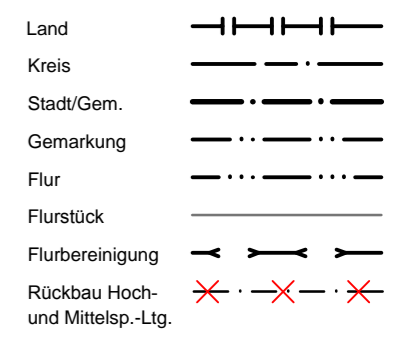 Land
Kreis
Stadt/Gem.
Gemarkung
Flur
Flurstück
Flurbereinigung
Rückbau Hoch-
und Mittelsp.-Ltg.